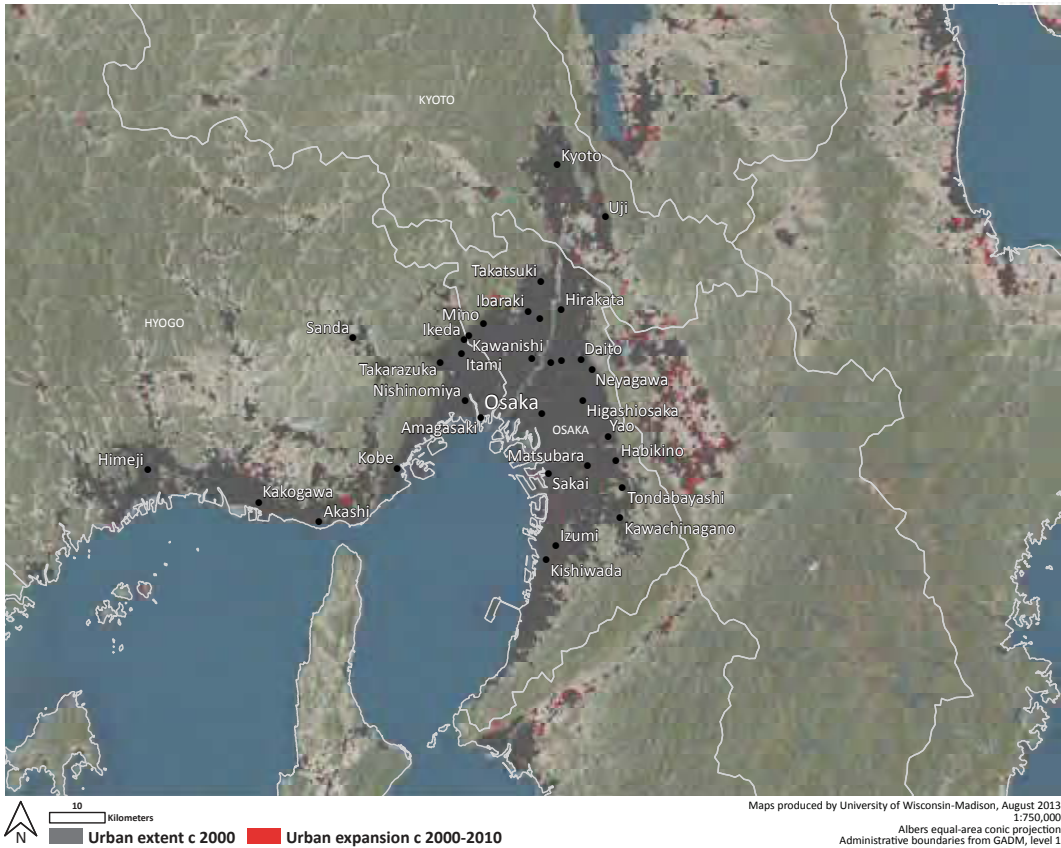 KYOTO
Kyoto
Uji
Takatsuki
Ibaraki
Hirakata
Mino
HYOGO
Sanda
Ikeda
Kawanishi
Daito
Takarazuka
Itami
Neyagawa
Nishinomiya
Osaka
Higashiosaka
Amagasaki
OSAKA
Yao
Himeji
Kobe
Matsubara
Habikino
Sakai
Kakogawa
Tondabayashi
Akashi
Kawachinagano
Izumi
Kishiwada
10
Kilometers
N
Urban extent c 2000
Urban expansion c 2000-2010
Maps produced by University of Wisconsin-Madison, August 2013
1:750,000
Albers equal-area conic projection
Administrative boundaries from GADM, level 1